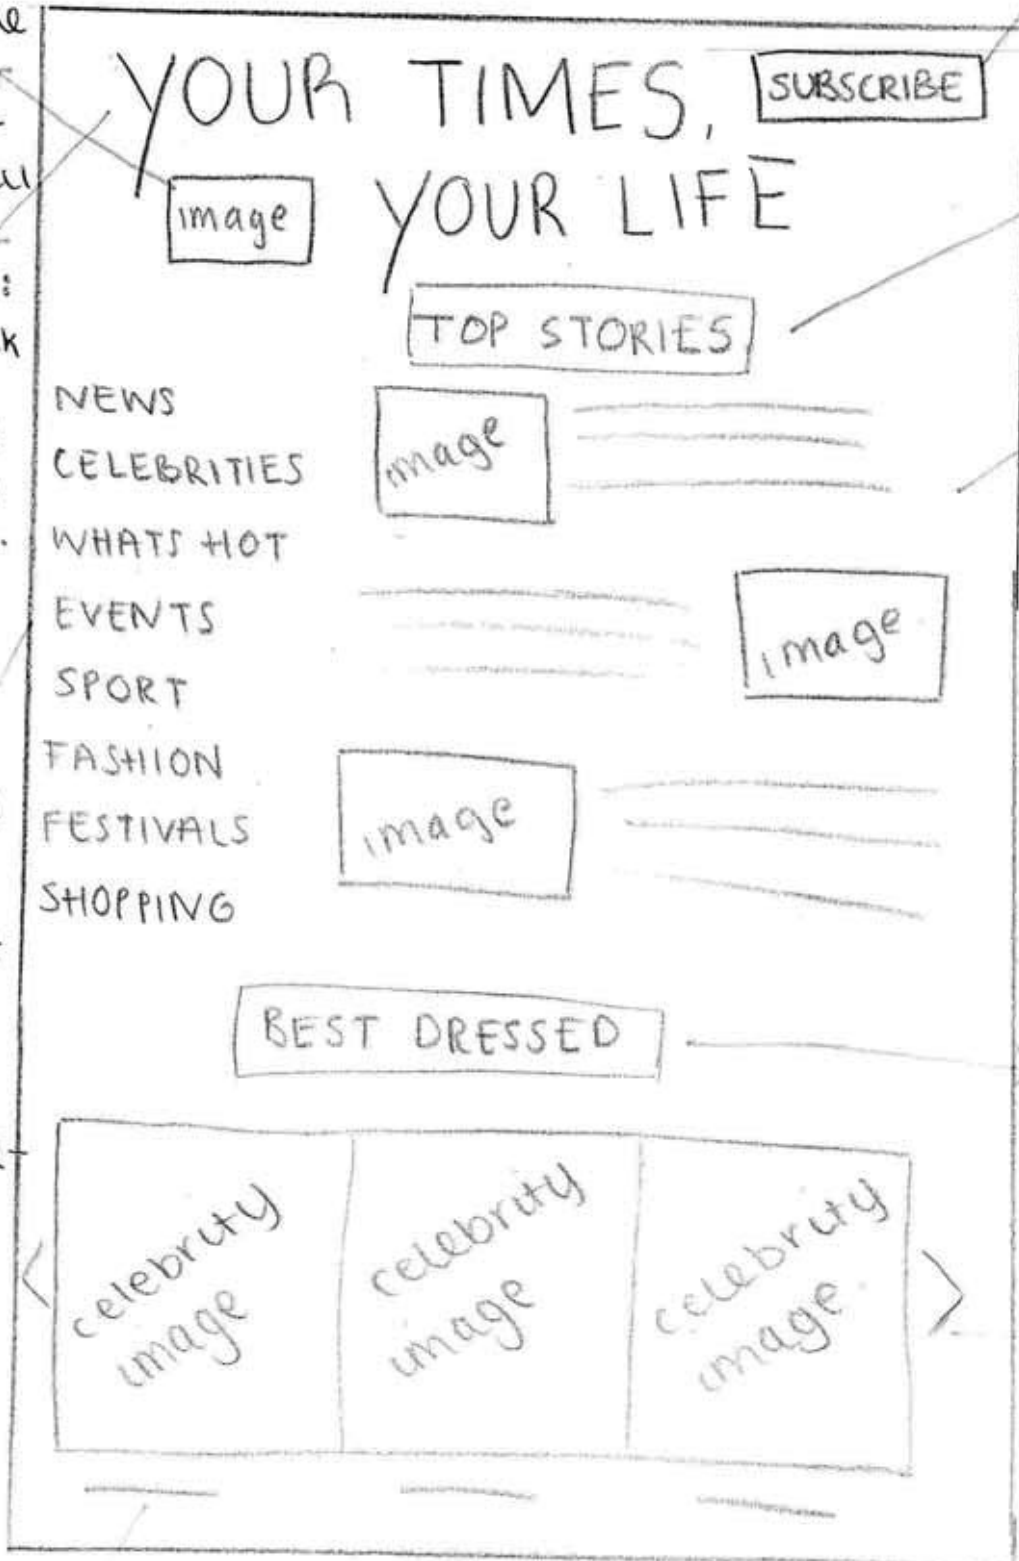 YOUR TIMES,
SUBSCRIBE
image
YOUR LIFE
TOP STORIES
NEWS
CELEBRITIES
WHATS HOT
EVENTS
SPORT
FASHION
FESTIVALS
SHOPPING
image
image
image
BEST DRESSED
celebrity
image
celebrity
image
celebrity
image